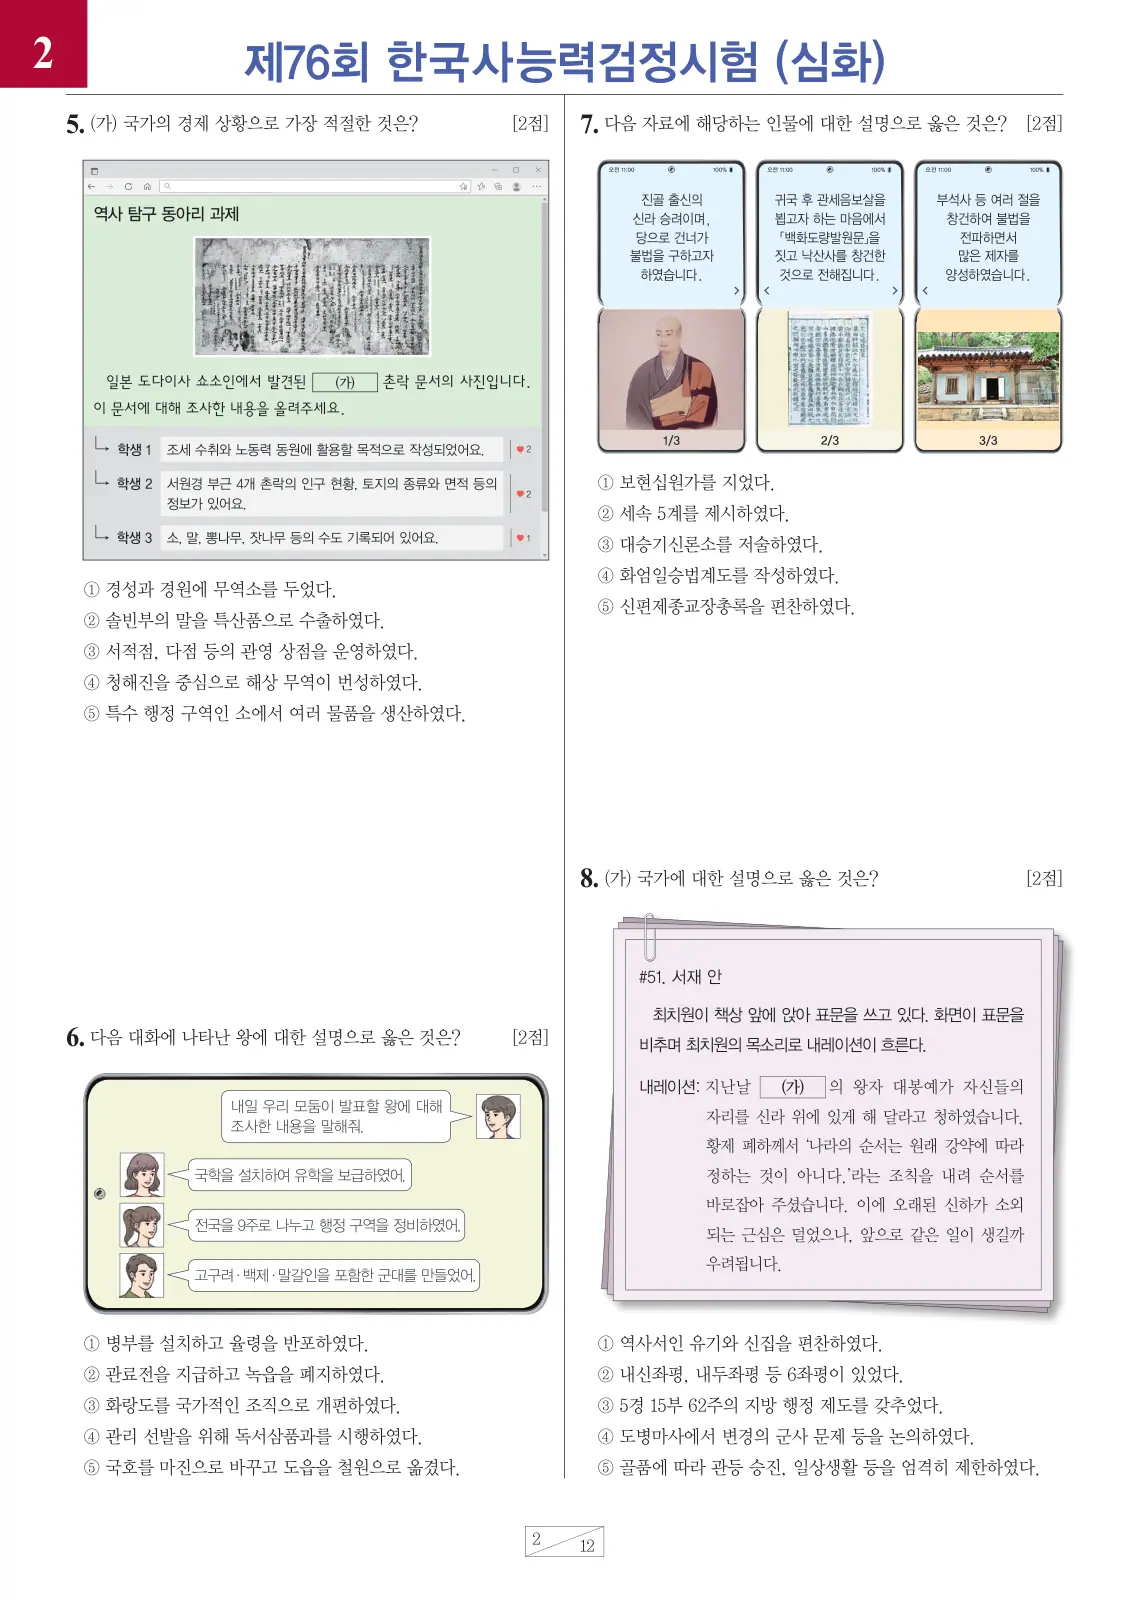 2
제76회 한국사능력검정시험 (심화)
5. (가) 국가의 경제 상황으로 가장 적절한 것은? [2점]
역사 탐구 동아리 과제
일본 도다이사 쇼소인에서 발견된 (가) 촌락 문서의 사진입니다.
이 문서에 대해 조사한 내용을 올려주세요.
학생 1 조세 수취와 노동력 동원에 활용할 목적으로 작성되었어요. 2
학생 2 서원경 부근 4개 촌락의 인구 현황, 토지의 종류와 면적 등의
정보가 있어요. 2
학생 3 소, 말, 뽕나무, 잣나무 등의 수도 기록되어 있어요. 1
① 경성과 경원에 무역소를 두었다.
② 솔빈부의 말을 특산품으로 수출하였다.
③ 서적점, 다점 등의 관영 상점을 운영하였다.
④ 청해진을 중심으로 해상 무역이 번성하였다.
⑤ 특수 행정 구역인 소에서 여러 물품을 생산하였다.
6. 다음 대화에 나타난 왕에 대한 설명으로 옳은 것은? [2점]
내일 우리 모둠이 발표할 왕에 대해
조사한 내용을 말해줘.
국학을 설치하여 유학을 보급하였어.
전국을 9주로 나누고 행정 구역을 정비하였어.
고구려·백제·말갈인을 포함한 군대를 만들었어.
① 병부를 설치하고 율령을 반포하였다.
② 관료전을 지급하고 녹읍을 폐지하였다.
③ 화랑도를 국가적인 조직으로 개편하였다.
④ 관리 선발을 위해 독서삼품과를 시행하였다.
⑤ 국호를 마진으로 바꾸고 도읍을 철원으로 옮겼다.
7. 다음 자료에 해당하는 인물에 대한 설명으로 옳은 것은? [2점]
오전 11:00 100%
진골 출신의
신라 승려이며,
당으로 건너가
불법을 구하고자
하였습니다.
1/3
오전 11:00 100%
귀국 후 관세음보살을
뵙고자 하는 마음에서
「백화도량발원문」을
짓고 낙산사를 창건한
것으로 전해집니다.
2/3
오전 11:00 100%
부석사 등 여러 절을
창건하여 불법을
전파하면서
많은 제자를
양성하였습니다.
3/3
① 보현십원가를 지었다.
② 세속 5계를 제시하였다.
③ 대승기신론소를 저술하였다.
④ 화엄일승법계도를 작성하였다.
⑤ 신편제종교장총록을 편찬하였다.
8. (가) 국가에 대한 설명으로 옳은 것은? [2점]
#51. 서재 안
최치원이 책상 앞에 앉아 표문을 쓰고 있다. 화면이 표문을
비추며 최치원의 목소리로 내레이션이 흐른다.
내레이션: 지난날 (가) 의 왕자 대봉예가 자신들의
자리를 신라 위에 있게 해 달라고 청하였습니다.
황제 폐하께서 ‘나라의 순서는 원래 강약에 따라
정하는 것이 아니다.’라는 조칙을 내려 순서를
바로잡아 주셨습니다. 이에 오래된 신하가 소외
되는 근심은 덜었으나, 앞으로 같은 일이 생길까
우려됩니다.
① 역사서인 유기와 신집을 편찬하였다.
② 내신좌평, 내두좌평 등 6좌평이 있었다.
③ 5경 15부 62주의 지방 행정 제도를 갖추었다.
④ 도병마사에서 변경의 군사 문제 등을 논의하였다.
⑤ 골품에 따라 관등 승진, 일상생활 등을 엄격히 제한하였다.
2
12